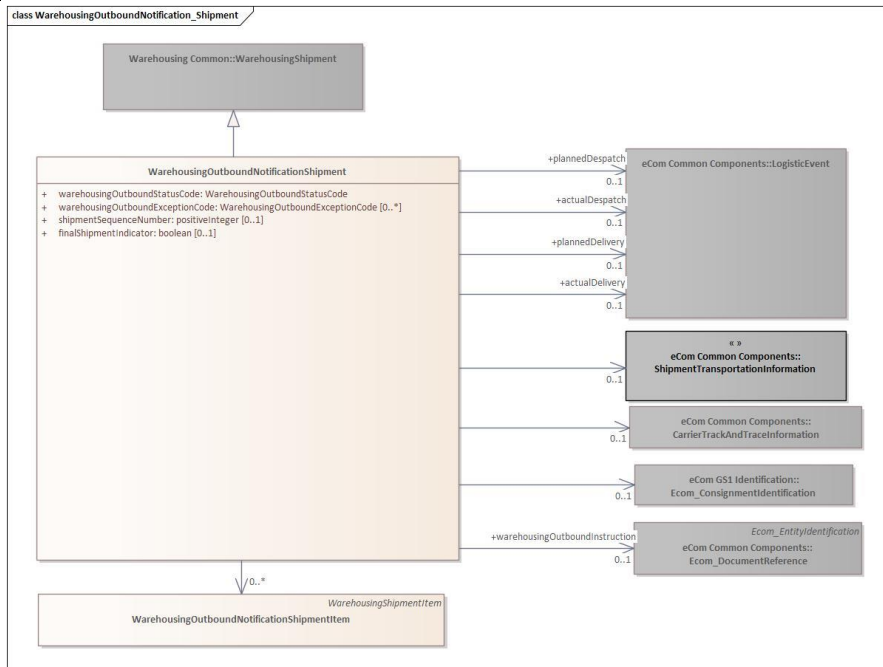 class WarehousingOutboundNotification_Shipment
Warehousing Common::WarehousingShipment
WarehousingOutboundNotificationShipment
+ warehousingOutboundStatusCode: WarehousingOutboundStatusCode
+ warehousingOutboundExceptionCode: WarehousingOutboundExceptionCode [0..*]
+ shipmentSequenceNumber: positiveInteger [0..1]
+ finalShipmentIndicator: boolean [0..1]
+plannedDespatch
0..1
+actualDespatch
0..1
+plannedDelivery
0..1
+actualDelivery
0..1
eCom Common Components::LogisticEvent
« »
eCom Common Components::
ShipmentTransportationInformation
0..1
eCom Common Components::
CarrierTrackAndTraceInformation
0..1
eCom GS1 Identification::
Ecom_ConsignmentIdentification
0..1
+warehousingOutboundInstruction
0..1
Ecom_EntityIdentification
eCom Common Components::
Ecom_DocumentReference
0..*
WarehousingShipmentItem
WarehousingOutboundNotificationShipmentItem